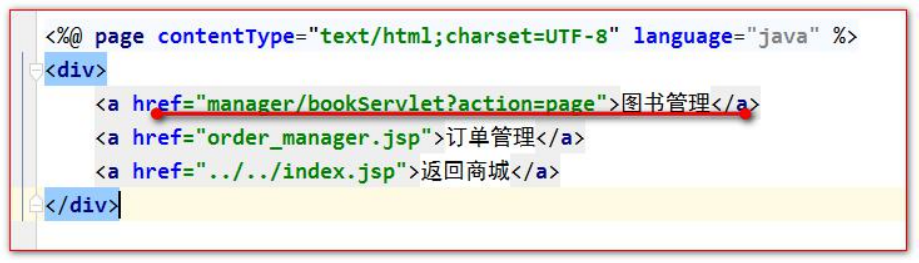 <%@ page contentType="text/html;charset=UTF-8" language="java" %>
<div>
<a href="manager/bookServlet?action=page">图书管理</a>
<a href="order_manager.jsp">订单管理</a>
<a href="../../index.jsp">返回商城</a>
</div>